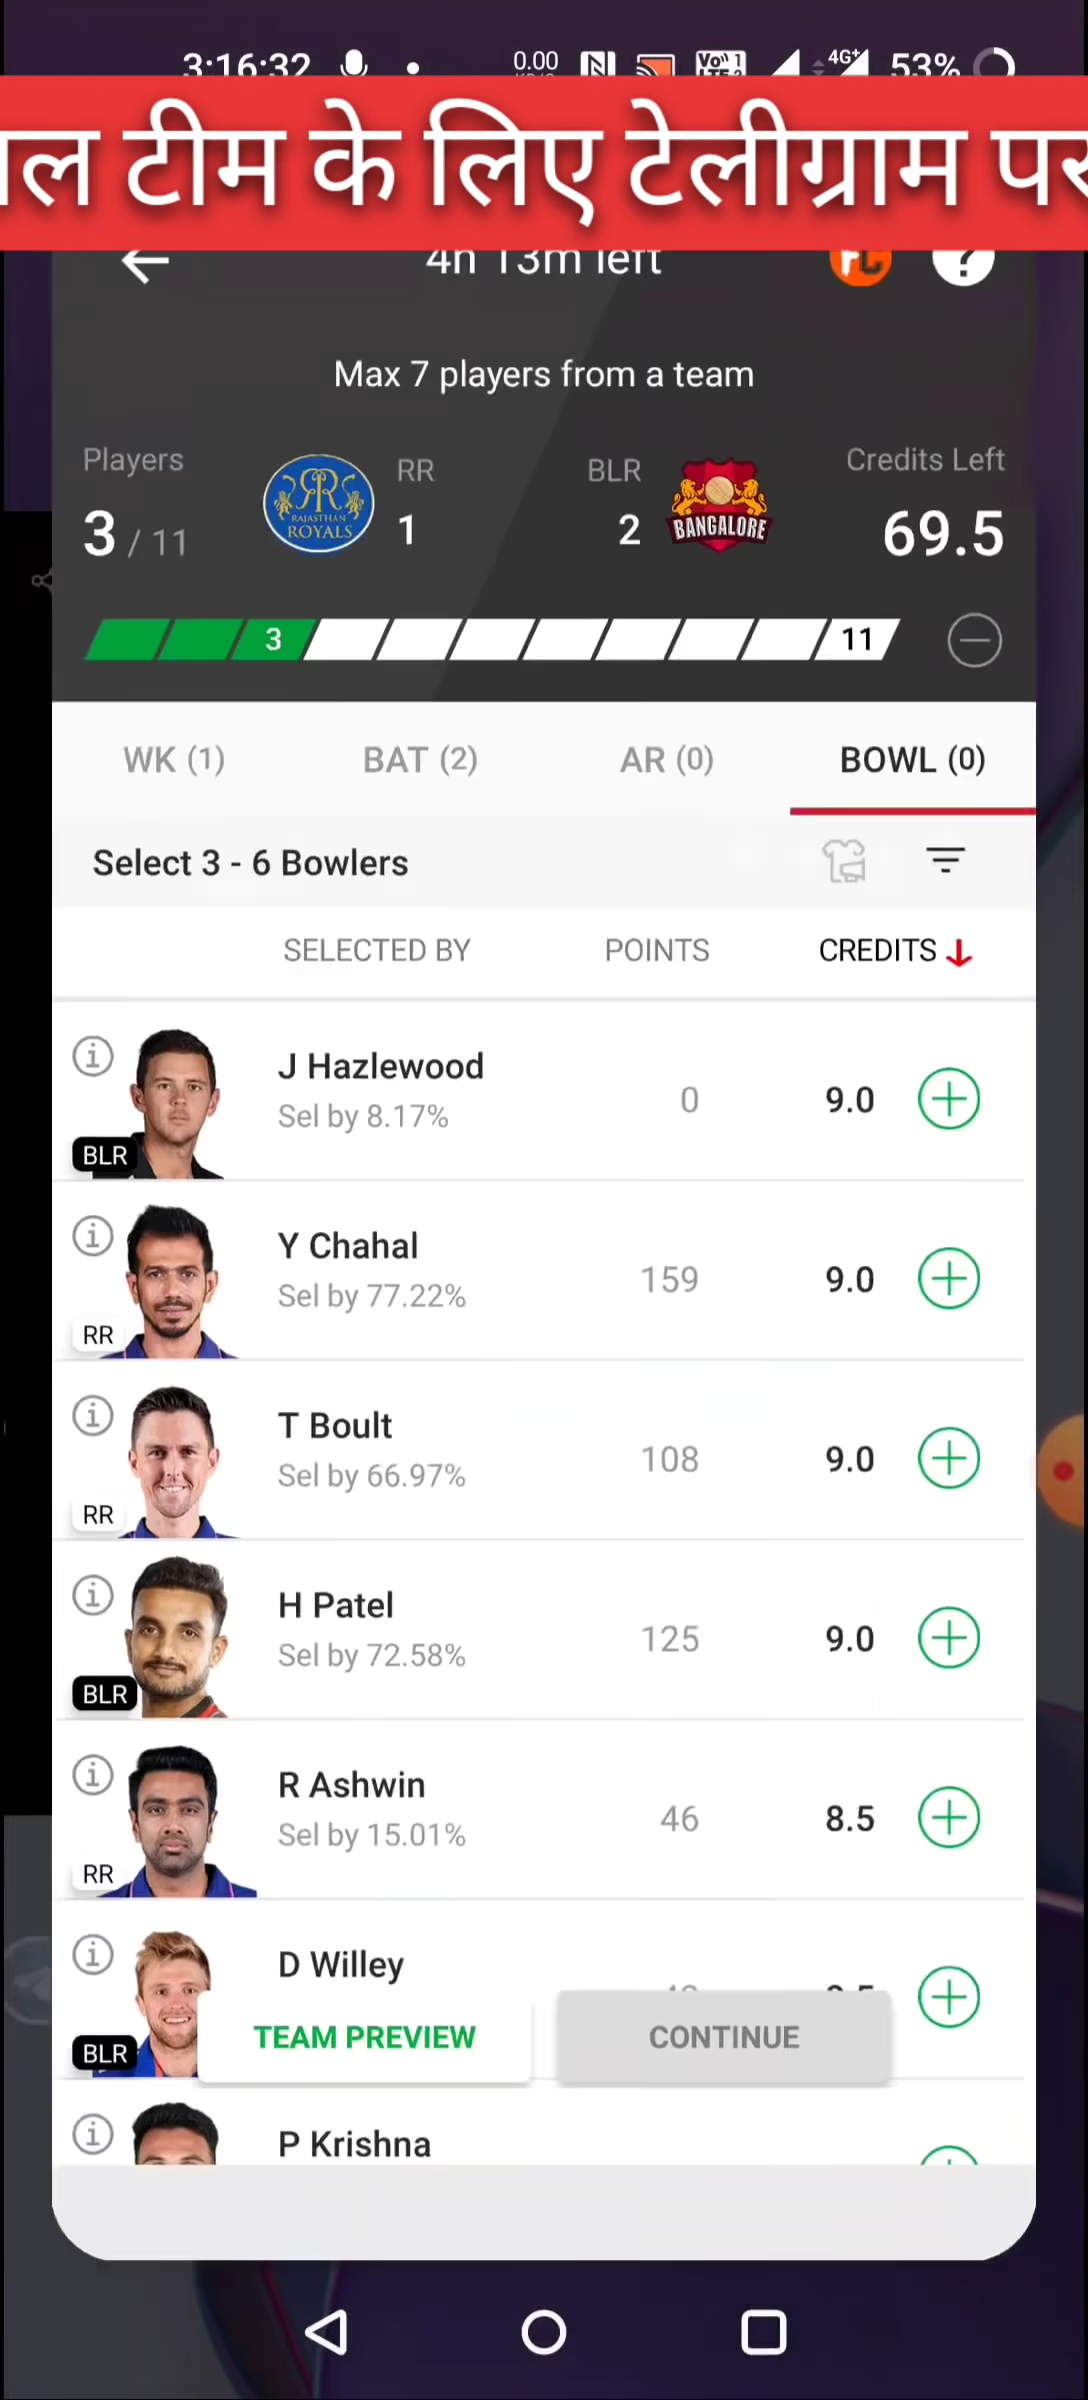 3:16:32 0.00 4G+ 53%
टीम के लिए टेलीग्राम पर
4h 13m left
Max 7 players from a team
Players RR BLR Credits Left
3 / 11 RAJASTHAN ROYALS 1 2 BANGALORE 69.5
3 11
WK (1) BAT (2) AR (0) BOWL (0)
Select 3 - 6 Bowlers
SELECTED BY POINTS CREDITS
J Hazlewood
Sel by 8.17% 0 9.0
BLR
Y Chahal
Sel by 77.22% 159 9.0
RR
T Boult
Sel by 66.97% 108 9.0
RR
H Patel
Sel by 72.58% 125 9.0
BLR
R Ashwin
Sel by 15.01% 46 8.5
RR
D Willey
BLR
TEAM PREVIEW CONTINUE
P Krishna